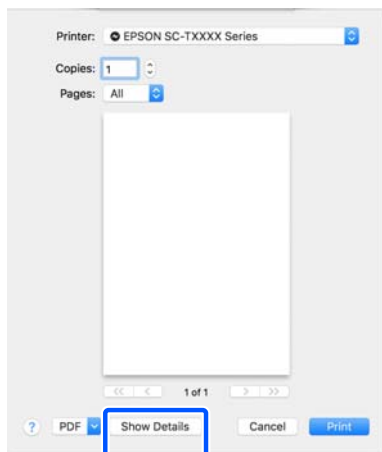 Printer: EPSON SC-TXXXX Series
Copies: 1
Pages: All
<< < 1 of 1 > >>
? PDF Show Details Cancel Print